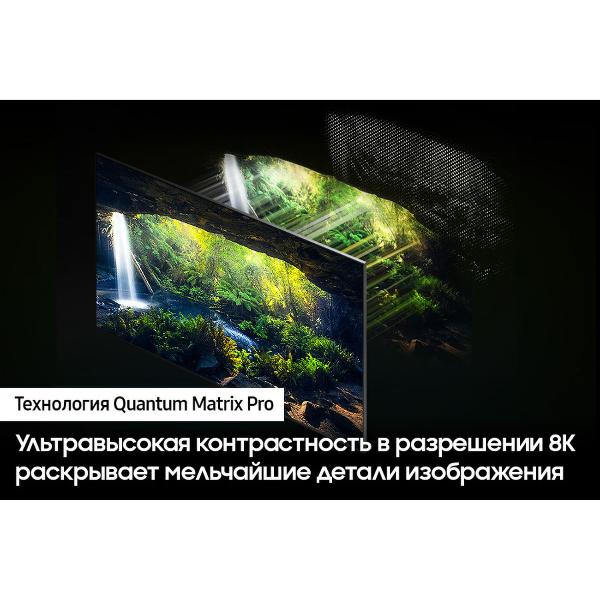 Технология Quantum Matrix Pro
Ультравысокая контрастность в разрешении 8K
раскрывает мельчайшие детали изображения